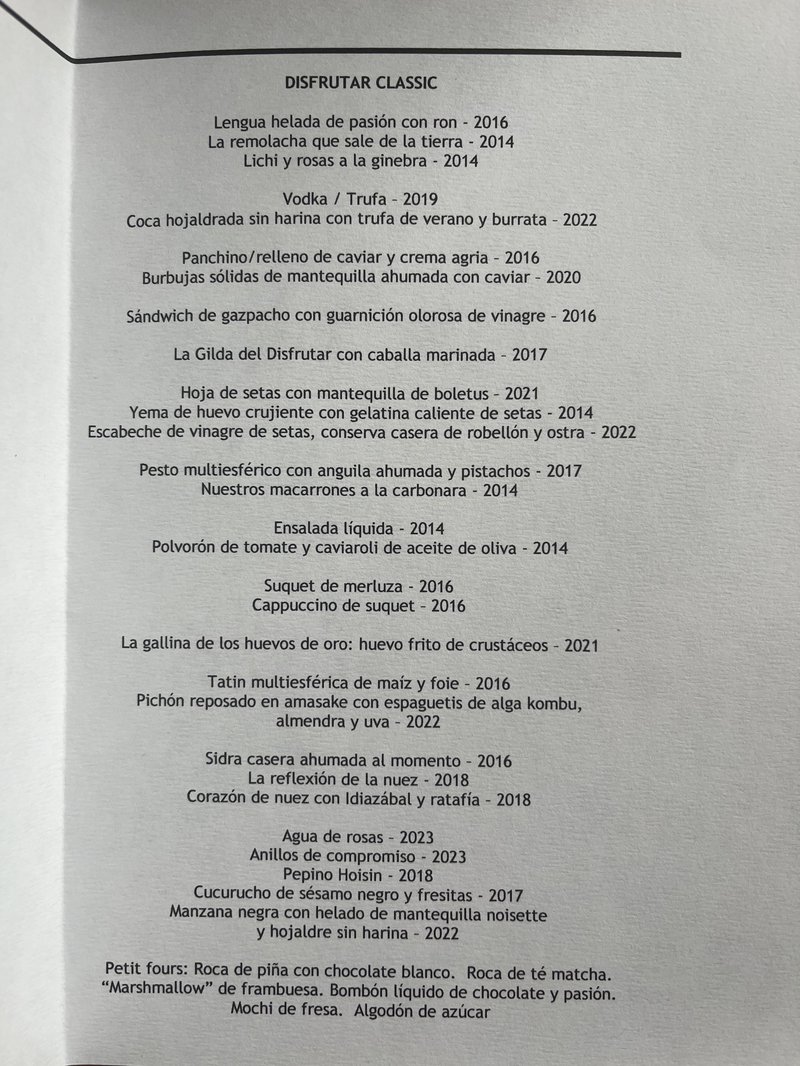 DISFRUTAR CLASSIC
Lengua helada de pasión con ron - 2016
La remolacha que sale de la tierra - 2014
Lichi y rosas a la ginebra - 2014
Vodka / Trufa - 2019
Coca hojaldrada sin harina con trufa de verano y burrata - 2022
Panchino/relleno de caviar y crema agria - 2016
Burbujas sólidas de mantequilla ahumada con caviar - 2020
Sándwich de gazpacho con guarnición olorosa de vinagre - 2016
La Gilda del Disfrutar con caballa marinada - 2017
Hoja de setas con mantequilla de boletus - 2021
Yema de huevo crujiente con gelatina caliente de setas - 2014
Escabeche de vinagre de setas, conserva casera de robellón y ostra - 2022
Pesto multiesférico con anguila ahumada y pistachos - 2017
Nuestros macarrones a la carbonara - 2014
Ensalada líquida - 2014
Polvorón de tomate y caviaroli de aceite de oliva - 2014
Suquet de merluza - 2016
Cappuccino de suquet - 2016
La gallina de los huevos de oro: huevo frito de crustáceos - 2021
Tatin multiesférica de maíz y foie - 2016
Pichón reposado en amasake con espaguetis de alga kombu,
almendra y uva - 2022
Sidra casera ahumada al momento - 2016
La reflexión de la nuez - 2018
Corazón de nuez con Idiazábal y ratafía - 2018
Agua de rosas - 2023
Anillos de compromiso - 2023
Pepino Hoisin - 2018
Cucurucho de sésamo negro y fresitas - 2017
Manzana negra con helado de mantequilla noisette
y hojaldre sin harina - 2022
Petit fours: Roca de piña con chocolate blanco. Roca de té matcha.
“Marshmallow” de frambuesa. Bombón líquido de chocolate y pasión.
Mochi de fresa. Algodón de azúcar